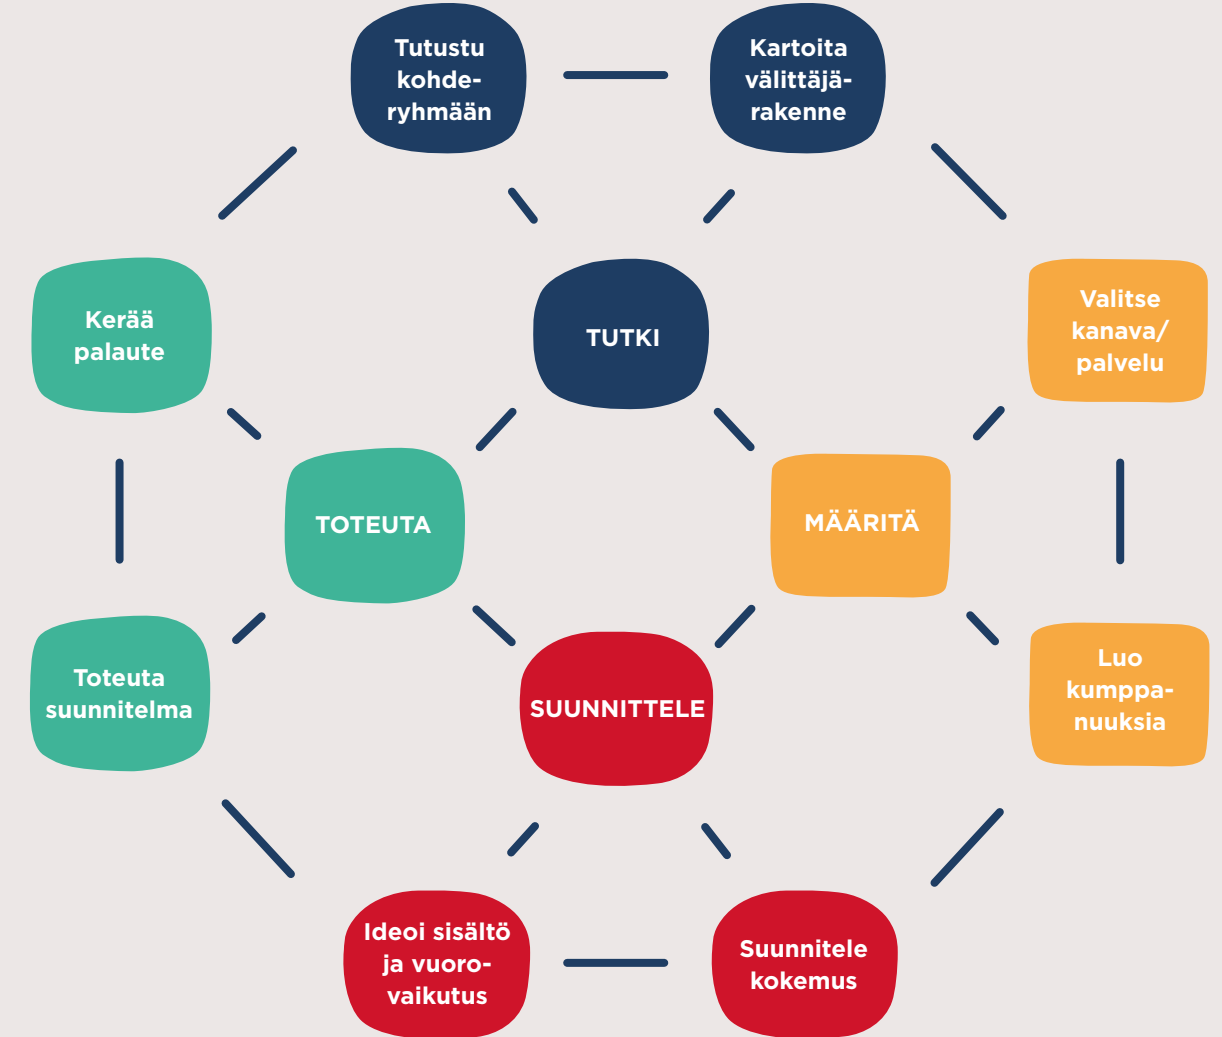 Tutustu
kohde-
ryhmään
Kartoita
välittäjä-
rakenne
Kerää
palaute
TUTKI
Valitse
kanava/
palvelu
TOTEUTA
MÄÄRITÄ
Toteuta
suunnitelma
SUUNNITTELE
Luo
kumppa-
nuuksia
Ideoi sisältö
ja vuoro-
vaikutus
Suunnitele
kokemus